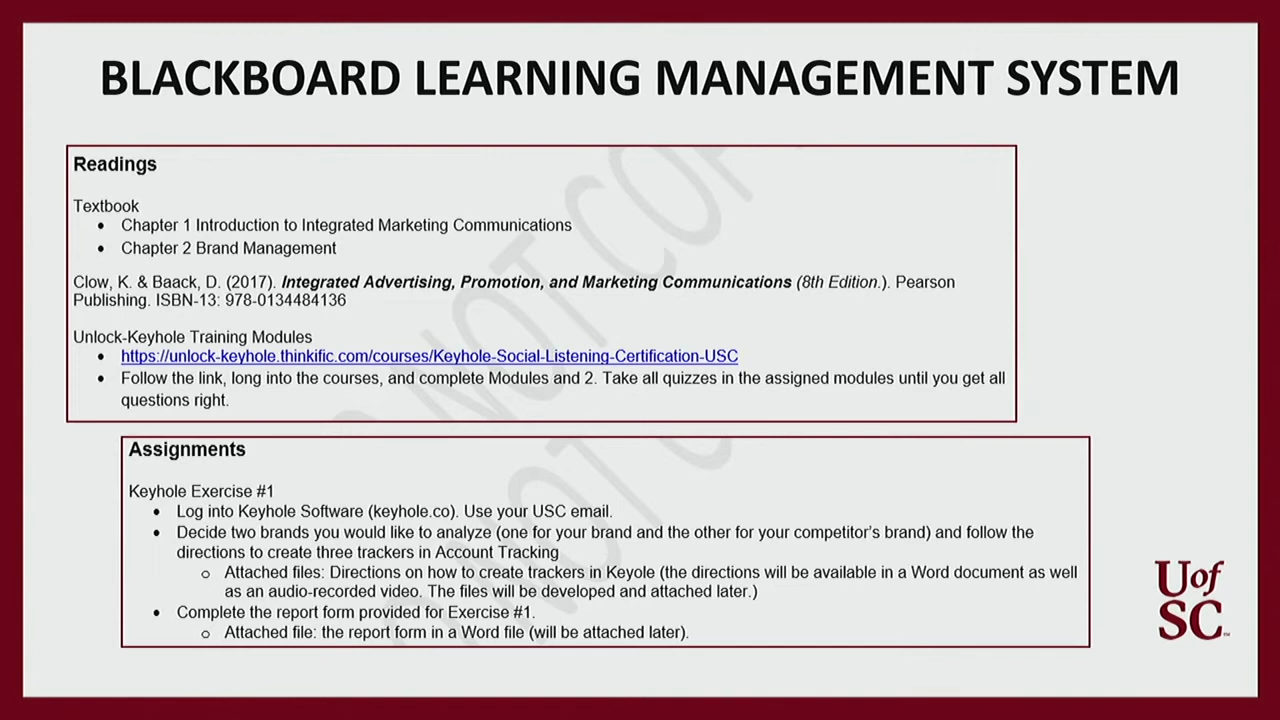 BLACKBOARD LEARNING MANAGEMENT SYSTEM
Readings
Textbook
• Chapter 1 Introduction to Integrated Marketing Communications
• Chapter 2 Brand Management
Clow, K. & Baack, D. (2017). Integrated Advertising, Promotion, and Marketing Communications (8th Edition.). Pearson
Publishing. ISBN-13: 978-0134484136
Unlock-Keyhole Training Modules
• https://unlock-keyhole.thinkific.com/courses/Keyhole-Social-Listening-Certification-USC
• Follow the link, long into the courses, and complete Modules and 2. Take all quizzes in the assigned modules until you get all
questions right.
Assignments
Keyhole Exercise #1
• Log into Keyhole Software (keyhole.co). Use your USC email.
• Decide two brands you would like to analyze (one for your brand and the other for your competitor's brand) and follow the
directions to create three trackers in Account Tracking
o Attached files: Directions on how to create trackers in Keyole (the directions will be available in a Word document as well
as an audio-recorded video. The files will be developed and attached later.)
• Complete the report form provided for Exercise #1.
o Attached file: the report form in a Word file (will be attached later).
UofSC